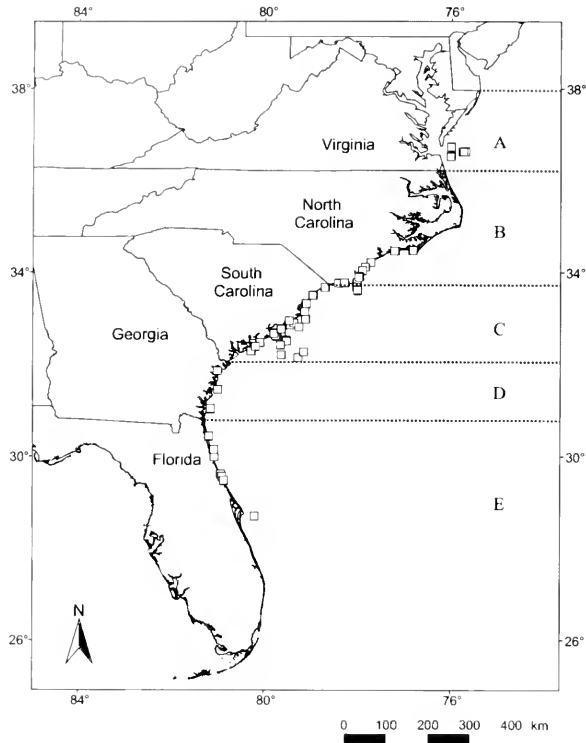 84° 80° 76°
38° 38°
A
Virginia
North
Carolina
B
34° 34°
South
Carolina
C
Georgia
D
30° 30°
Florida
E
N
26° 26°
84° 80° 76°
0 100 200 300 400 km